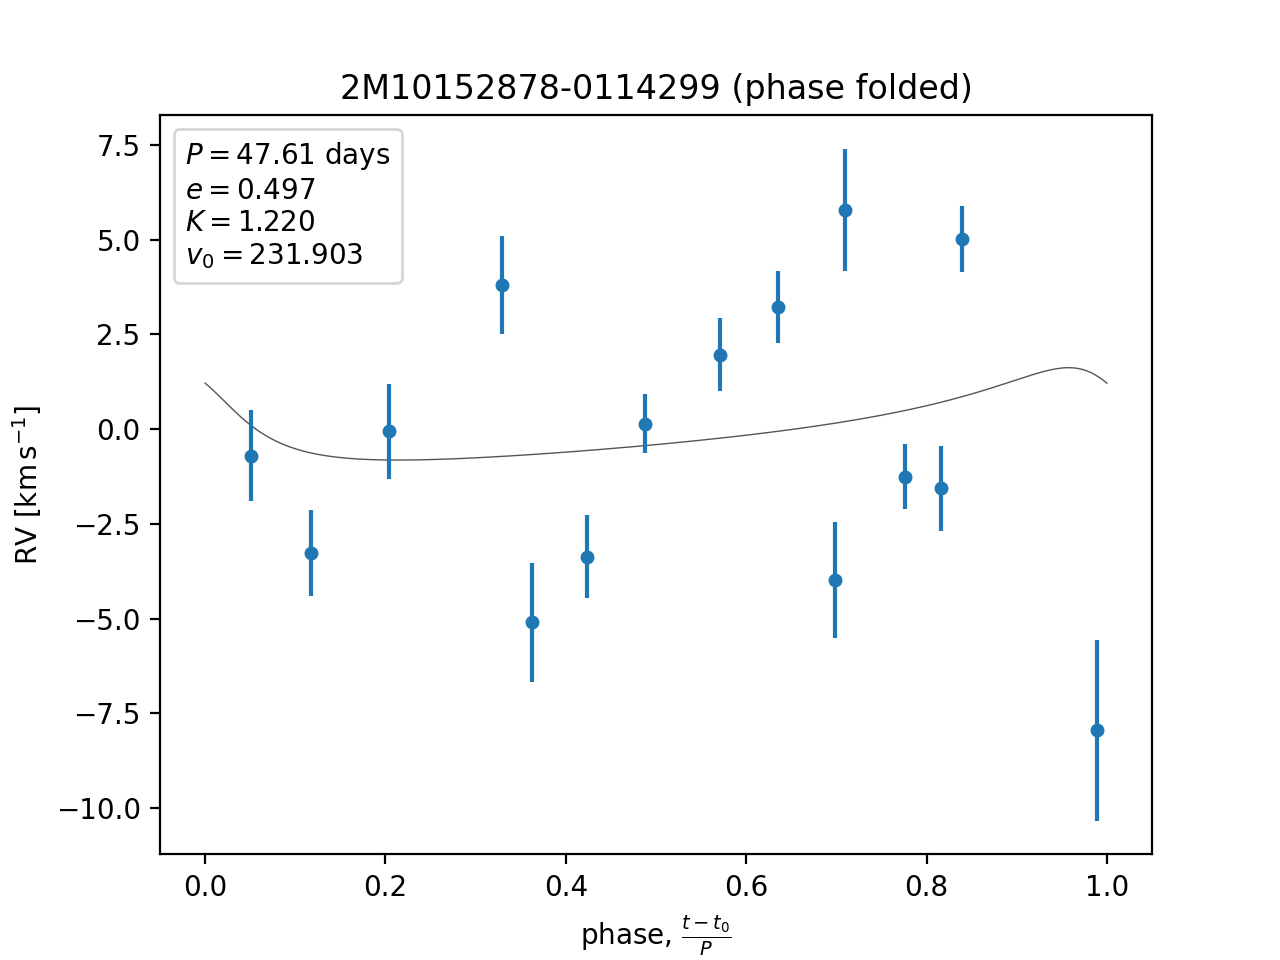 2M10152878-0114299 (phase folded)
P = 47.61 days
e = 0.497
K = 1.220
v₀ = 231.903
7.5
5.0
2.5
0.0
−2.5
−5.0
−7.5
−10.0
RV [km s⁻¹]
0.0 0.2 0.4 0.6 0.8 1.0
phase, (t − t₀)/P